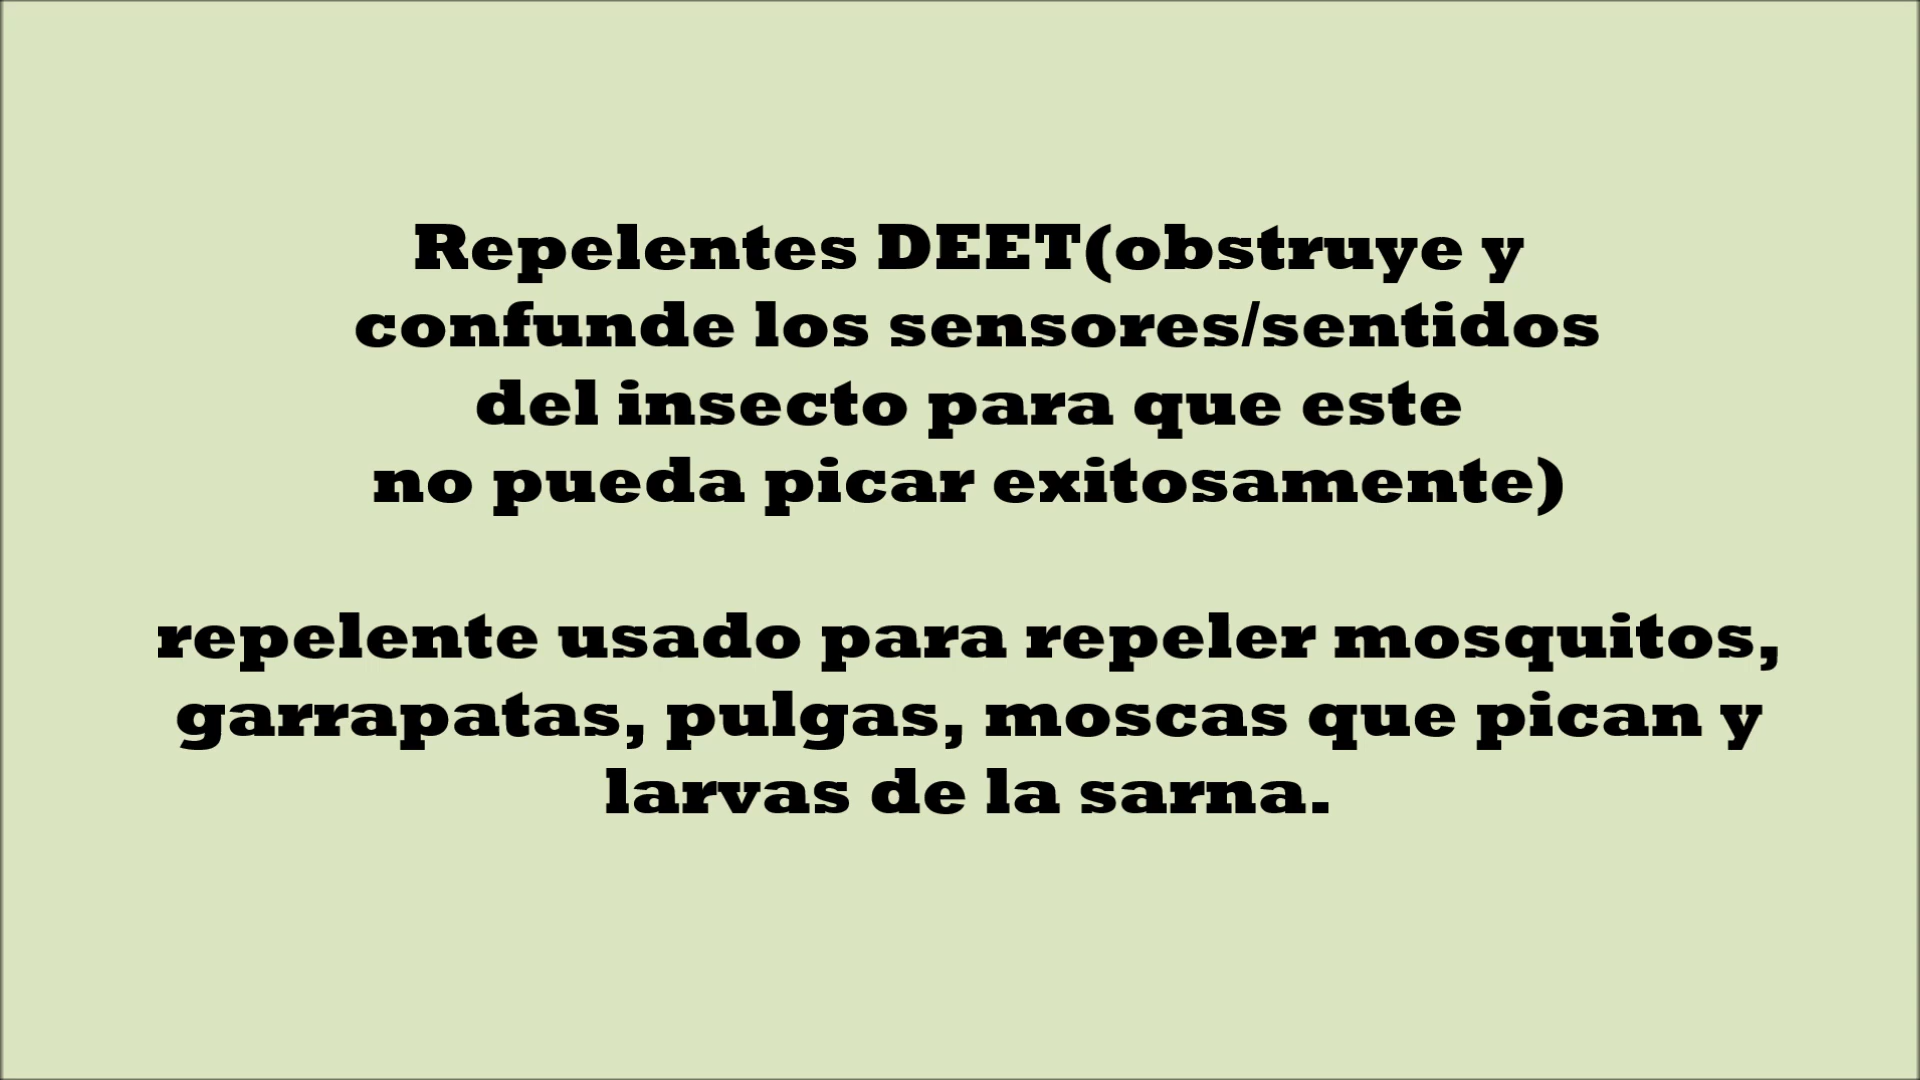 Repelentes DEET(obstruye y
confunde los sensores/sentidos
del insecto para que este
no pueda picar exitosamente)
repelente usado para repeler mosquitos,
garrapatas, pulgas, moscas que pican y
larvas de la sarna.